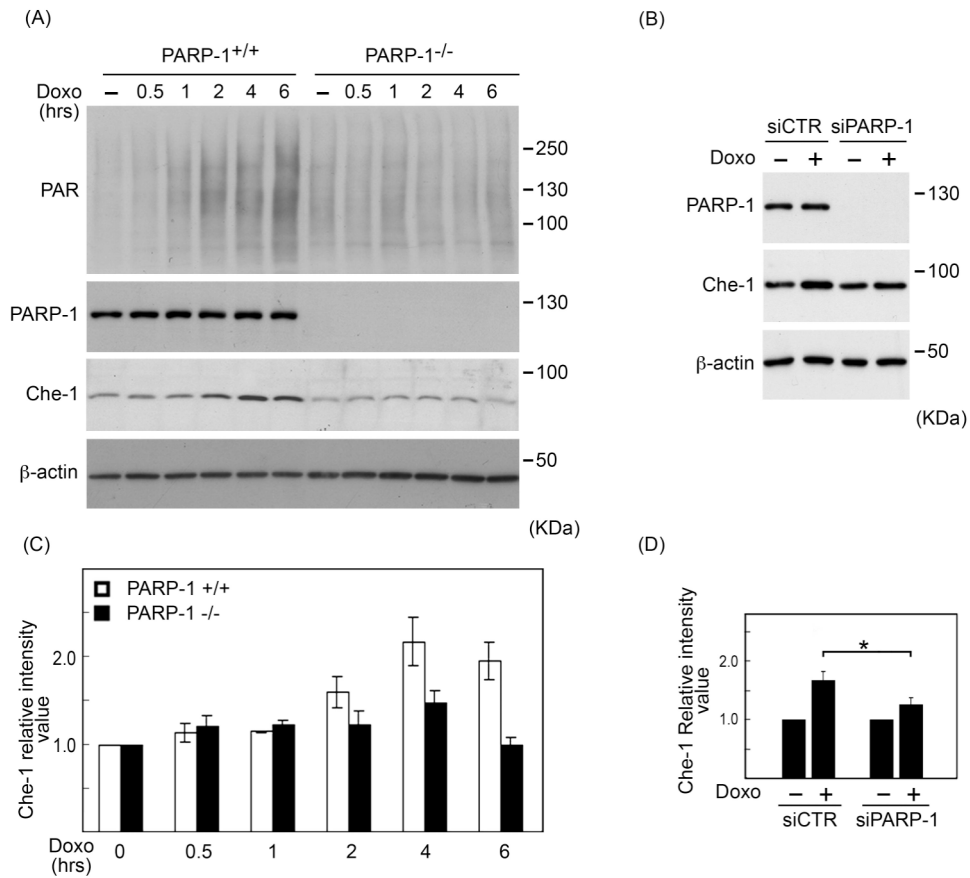 (A)
PARP-1+/+ PARP-1-/-
Doxo (hrs) – 0.5 1 2 4 6 – 0.5 1 2 4 6
PAR
250
130
100
PARP-1
130
Che-1
100
β-actin
50
(KDa)
(B)
siCTR siPARP-1
Doxo – + – +
PARP-1
130
Che-1
100
β-actin
50
(KDa)
(C)
PARP-1 +/+
PARP-1 -/-
Che-1 relative intensity
value
2.0
1.0
Doxo 0 0.5 1 2 4 6
(hrs)
(D)
Che-1 Relative intensity
value
2.0
1.0
*
Doxo – + – +
siCTR siPARP-1